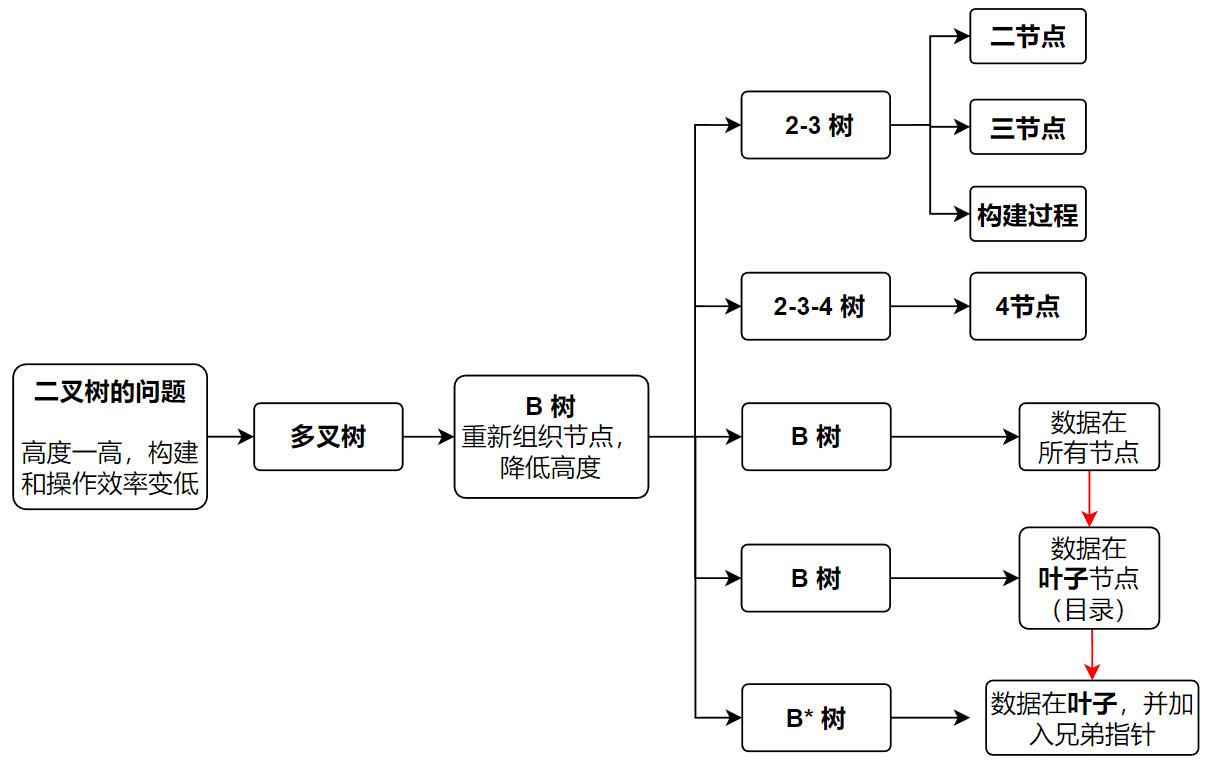 二叉树的问题
高度一高，构建
和操作效率变低
多叉树
B 树
重新组织节点，
降低高度
2-3 树
二节点
三节点
构建过程
2-3-4 树
4节点
B 树
数据在
所有节点
B 树
数据在
叶子节点
（目录）
B* 树
数据在叶子，并加
入兄弟指针